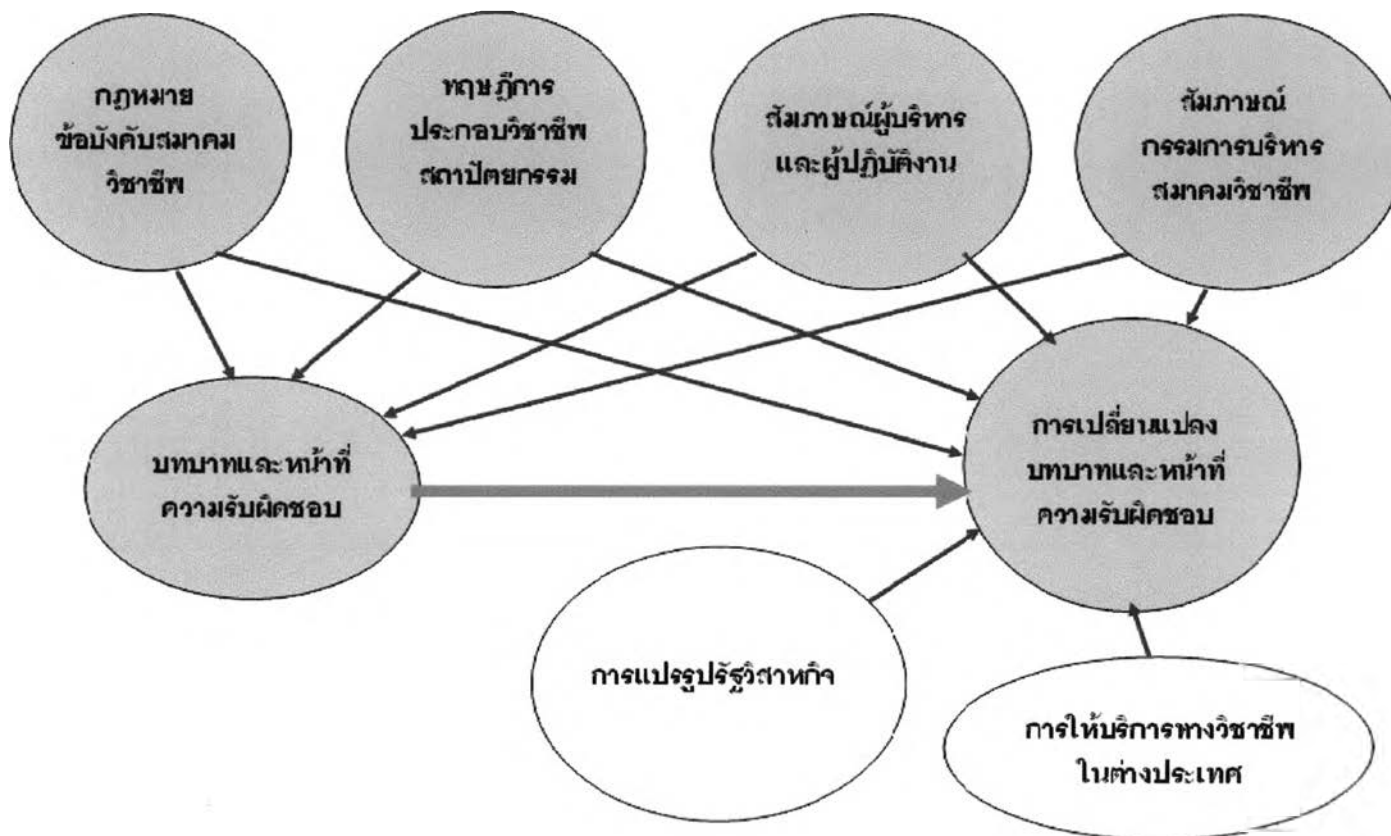 กฎหมาย
ข้อบังคับสมาคม
วิชาชีพ
ทฤษฎีการ
ประกอบวิชาชีพ
สถาปัตยกรรม
สัมภาษณ์ผู้บริหาร
และผู้ปฏิบัติงาน
สัมภาษณ์
กรรมการบริหาร
สมาคมวิชาชีพ
บทบาทและหน้าที่
ความรับผิดชอบ
การเปลี่ยนแปลง
บทบาทและหน้าที่
ความรับผิดชอบ
การแปรรูปรัฐวิสาหกิจ
การให้บริการทางวิชาชีพ
ในต่างประเทศ